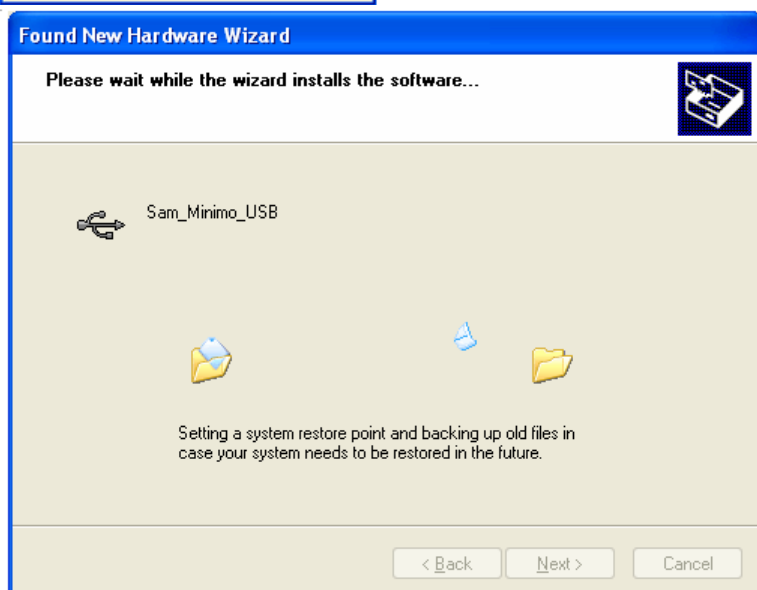 Found New Hardware Wizard
Please wait while the wizard installs the software...
Sam_Minimo_USB
Setting a system restore point and backing up old files in
case your system needs to be restored in the future.
< Back Next > Cancel